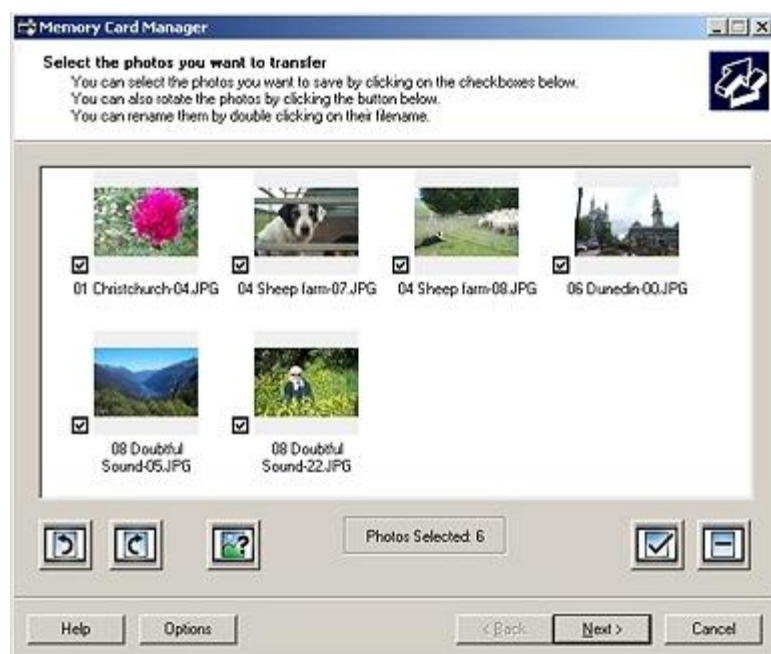 Memory Card Manager
Select the photos you want to transfer
You can select the photos you want to save by clicking on the checkboxes below.
You can also rotate the photos by clicking the button below.
You can rename them by double clicking on their filename.
01 Christchurch-04.JPG
04 Sheep farm-07.JPG
04 Sheep farm-08.JPG
06 Dunedin-00.JPG
08 Doubtful
Sound-05.JPG
08 Doubtful
Sound-22.JPG
Photos Selected: 6
Help
Options
< Back
Next >
Cancel